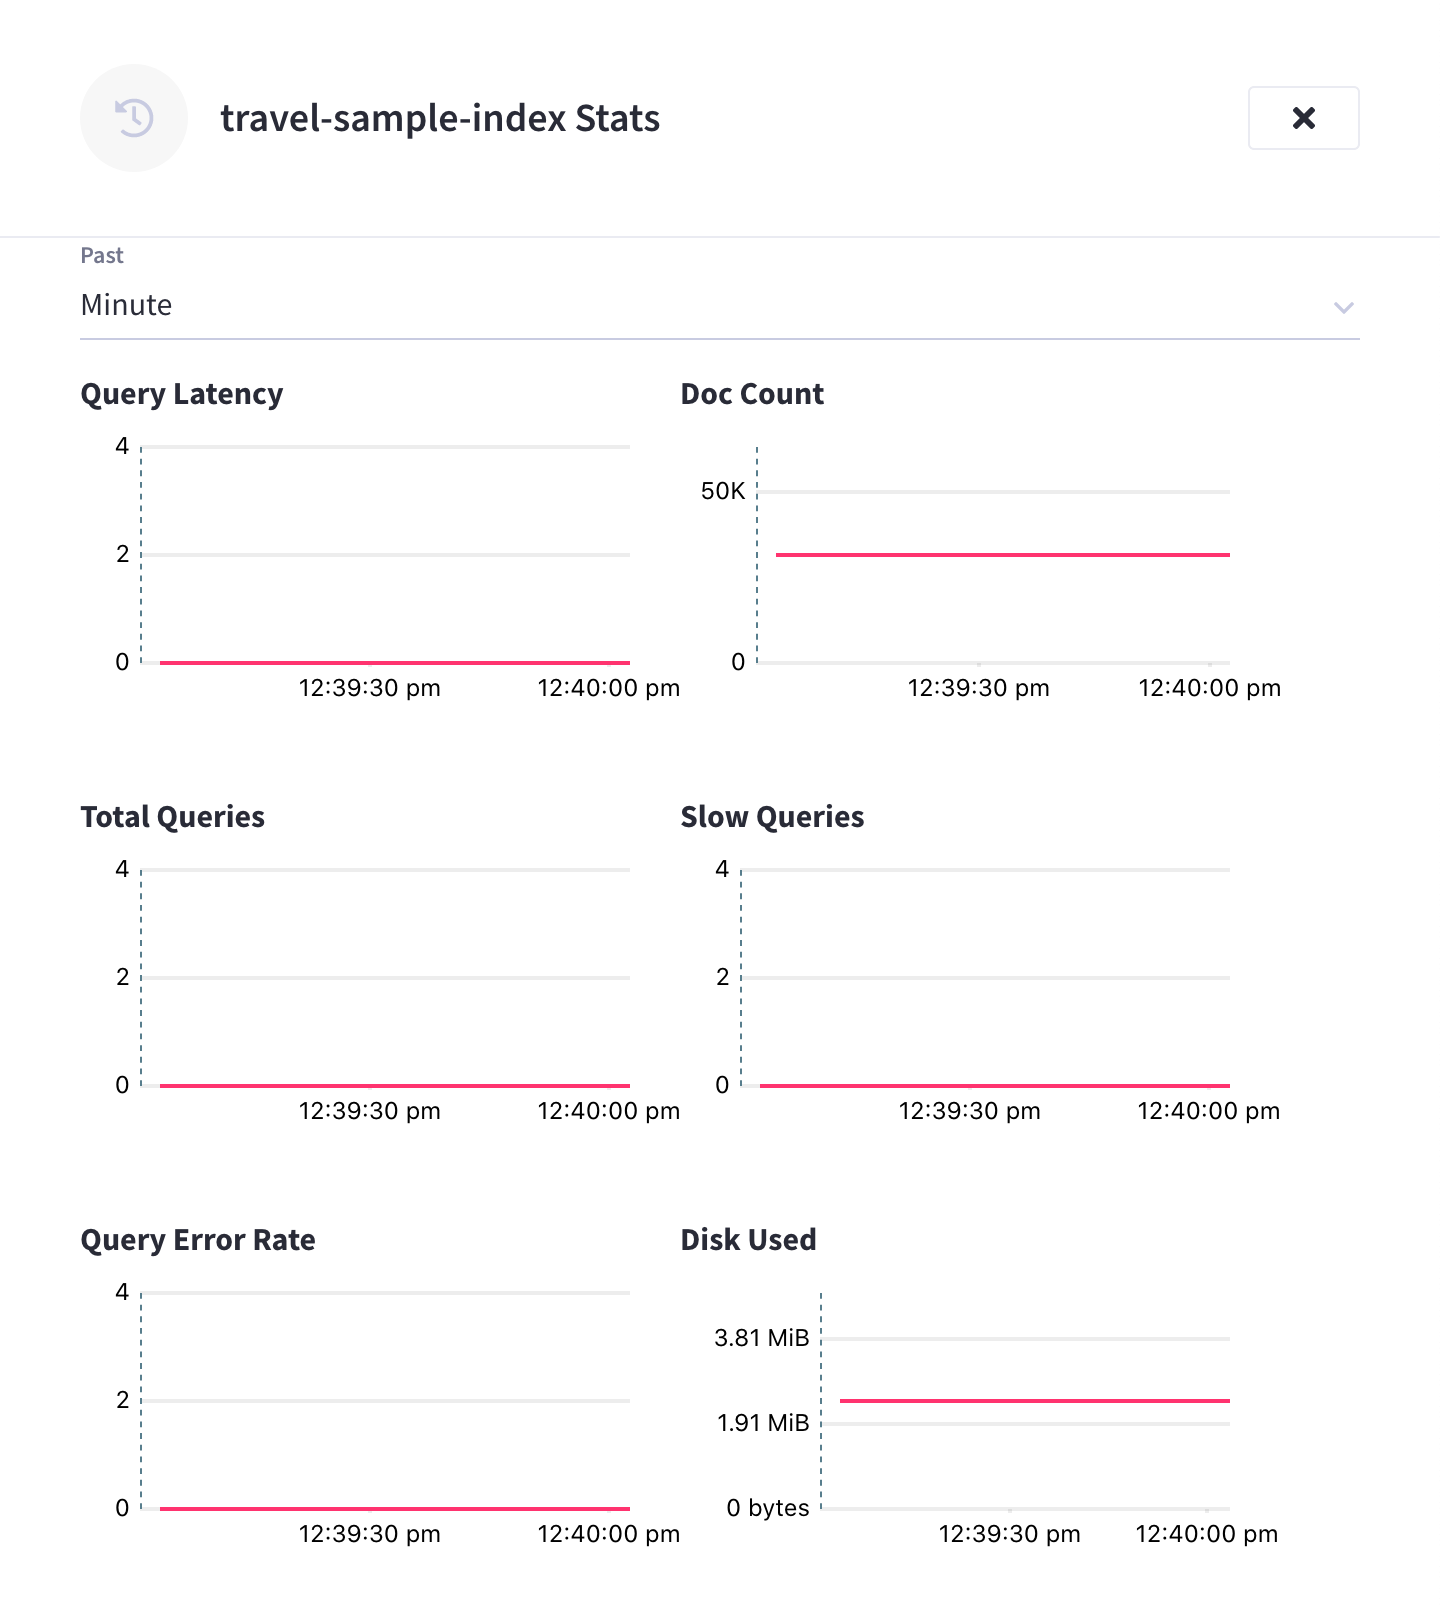 travel-sample-index Stats
Past
Minute
Query Latency
4
2
0
12:39:30 pm
12:40:00 pm
Doc Count
50K
0
12:39:30 pm
12:40:00 pm
Total Queries
4
2
0
12:39:30 pm
12:40:00 pm
Slow Queries
4
2
0
12:39:30 pm
12:40:00 pm
Query Error Rate
4
2
0
12:39:30 pm
12:40:00 pm
Disk Used
3.81 MiB
1.91 MiB
0 bytes
12:39:30 pm
12:40:00 pm